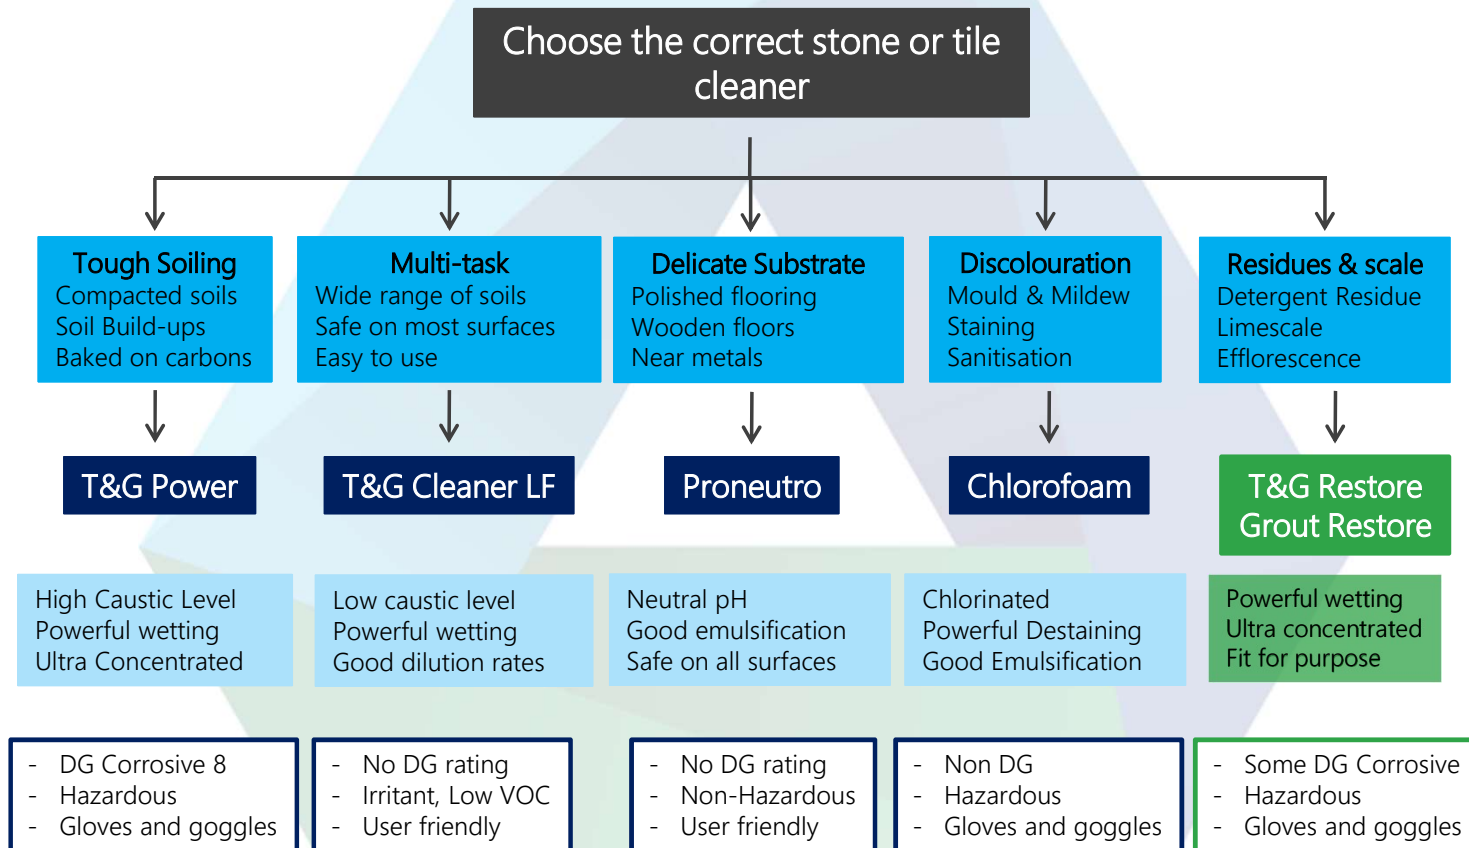 Choose the correct stone or tile
cleaner
Tough Soiling
Compacted soils
Soil Build-ups
Baked on carbons
Multi-task
Wide range of soils
Safe on most surfaces
Easy to use
Delicate Substrate
Polished flooring
Wooden floors
Near metals
Discolouration
Mould & Mildew
Staining
Sanitisation
Residues & scale
Detergent Residue
Limescale
Efflorescence
T&G Power
T&G Cleaner LF
Proneutro
Chlorofoam
T&G Restore
Grout Restore
High Caustic Level
Powerful wetting
Ultra Concentrated
Low caustic level
Powerful wetting
Good dilution rates
Neutral pH
Good emulsification
Safe on all surfaces
Chlorinated
Powerful Destaining
Good Emulsification
Powerful wetting
Ultra concentrated
Fit for purpose
- DG Corrosive 8
- Hazardous
- Gloves and goggles
- No DG rating
- Irritant, Low VOC
- User friendly
- No DG rating
- Non-Hazardous
- User friendly
- Non DG
- Hazardous
- Gloves and goggles
- Some DG Corrosive
- Hazardous
- Gloves and goggles